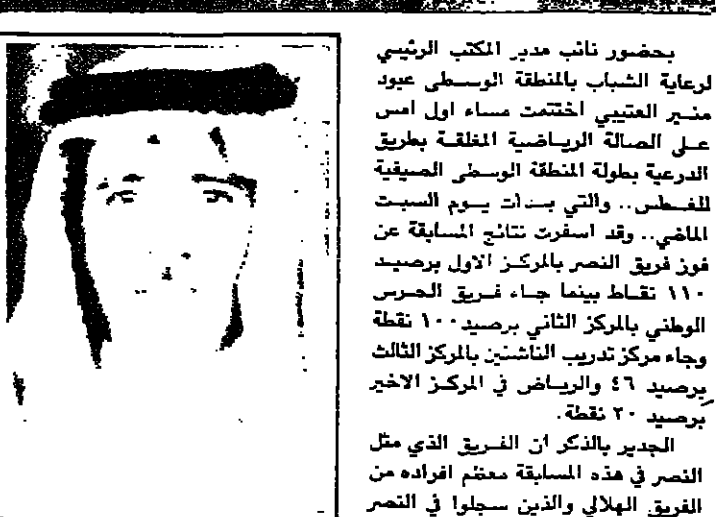 بحضور نائب مدير المكتب الرئيسي
لرعاية الشباب بالمنطقة الوسطى عبود
منير العتيبي اختتمت مساء اول امس
على الصالة الرياضية المغلقة بطريق
الدرعية بطولة المنطقة الوسطى الصيفية
للغطس.. والتي بدات يوم السبت
الماضي.. وقد اسفرت نتائج المسابقة عن
فوز فريق النصر بالمركز الاول برصيد
١١٠ نقاط بينما جاء فريق الحرس
الوطني بالمركز الثاني برصيد ١٠٠ نقطة
وجاء مركز تدريب الناشئين بالمركز الثالث
برصيد ٤٦ والرياض في المركز الاخير
برصيد ٢٠ نقطة.
الجدير بالذكر ان الفريق الذي مثل
النصر في هذه المسابقة معظم افراده من
الفريق الهلالي والذين سجلوا في النصر